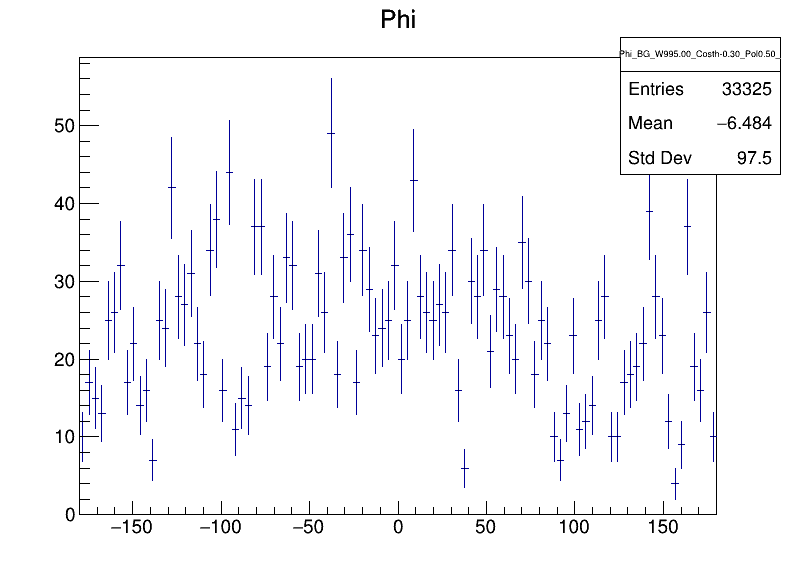 Phi
Phi_BG_W995.00_Costh-0.30_Pol0.50_
Entries 33325
Mean −6.484
Std Dev 97.5
50
40
30
20
10
0
−150 −100 −50 0 50 100 150